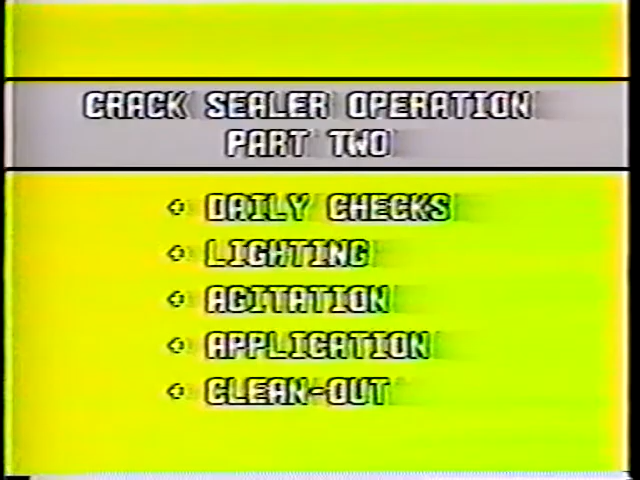 CRACK SEALER OPERATION
PART TWO
DAILY CHECKS
LIGHTING
AGITATION
APPLICATION
CLEAN-OUT